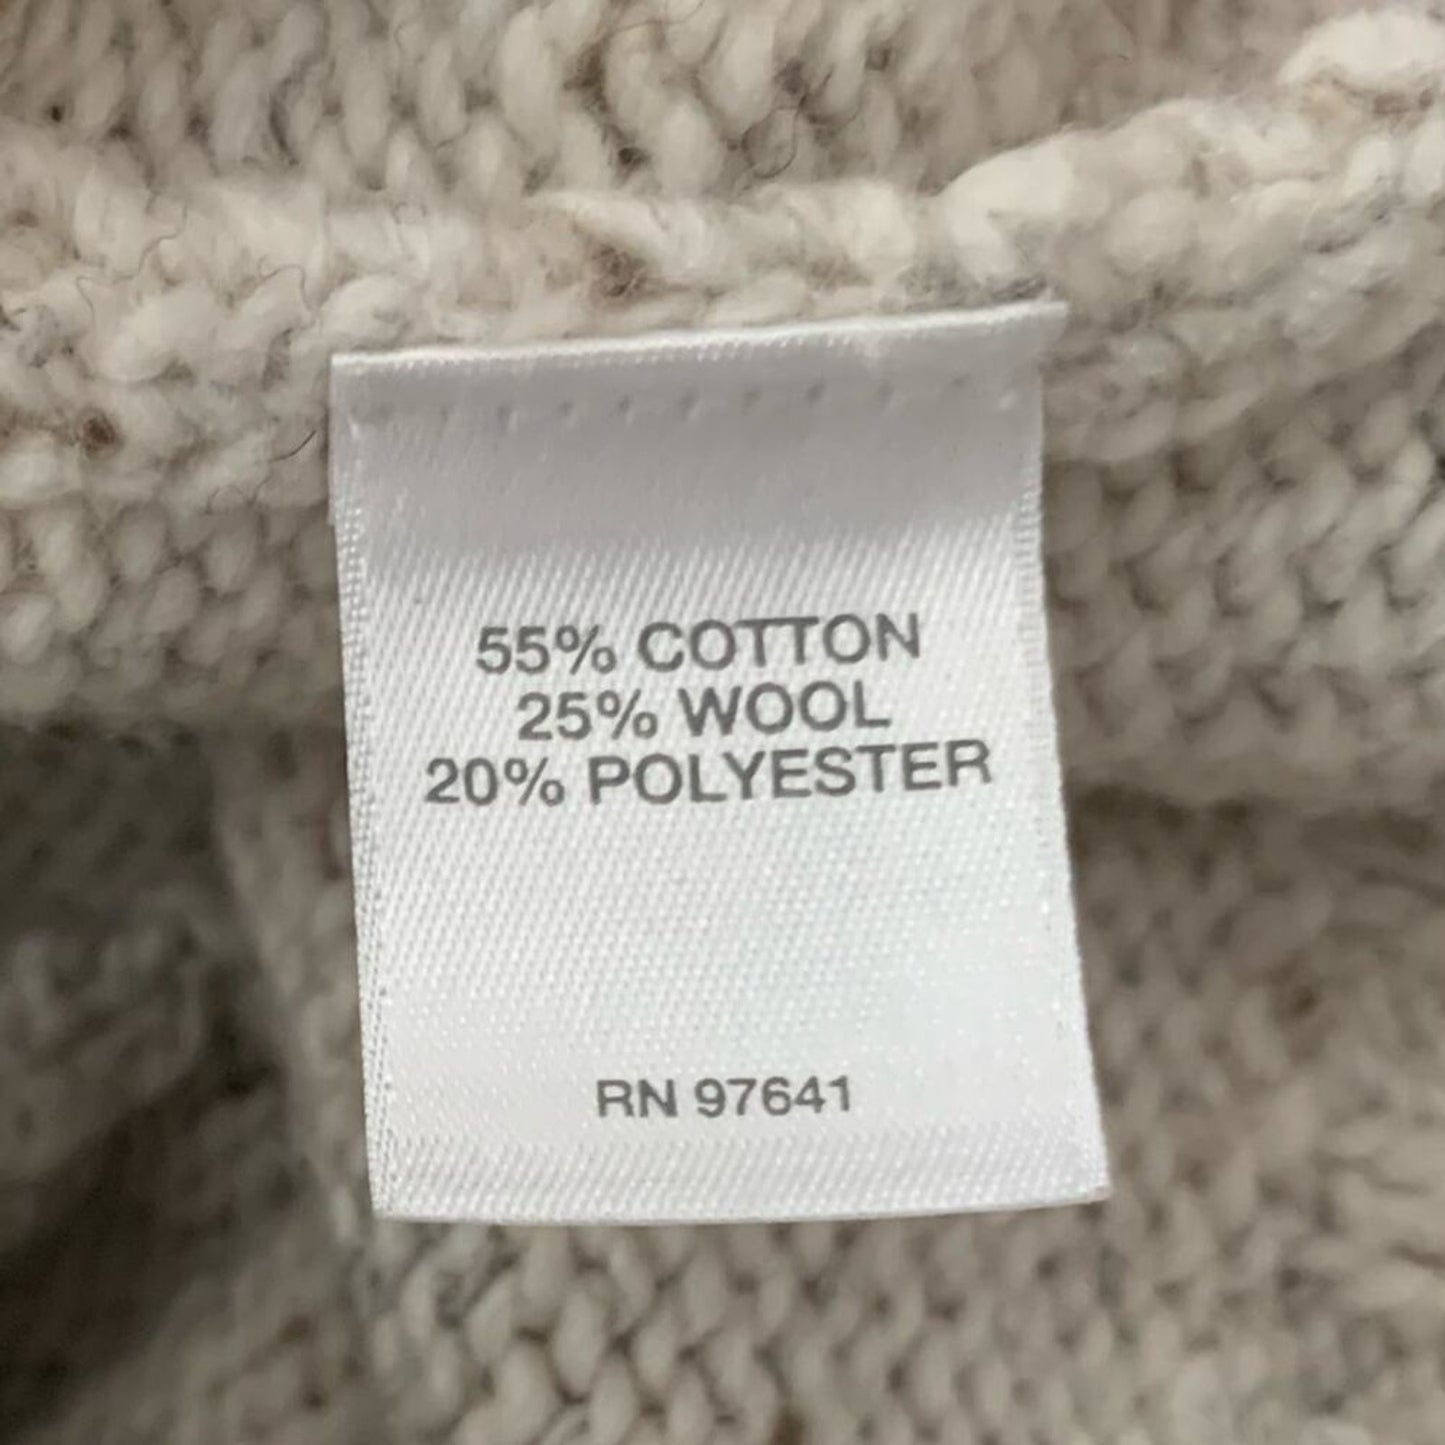 55% COTTON
25% WOOL
20% POLYESTER
RN 97641